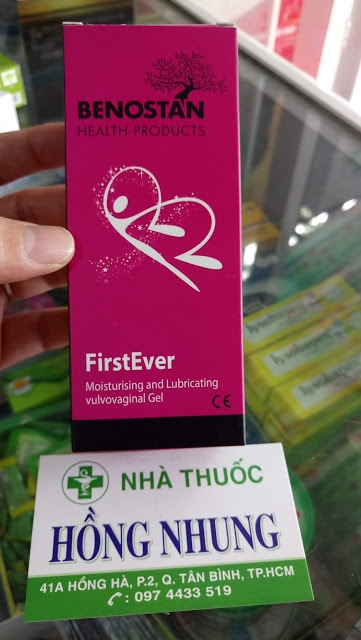 BENOSTAN
HEALTH PRODUCTS
FirstEver
Moisturising and Lubricating
vulvovaginal Gel
CE
NHÀ THUỐC
HỒNG NHUNG
41A HỒNG HÀ, P.2, Q. TÂN BÌNH, TP.HCM
: 097 4433 519